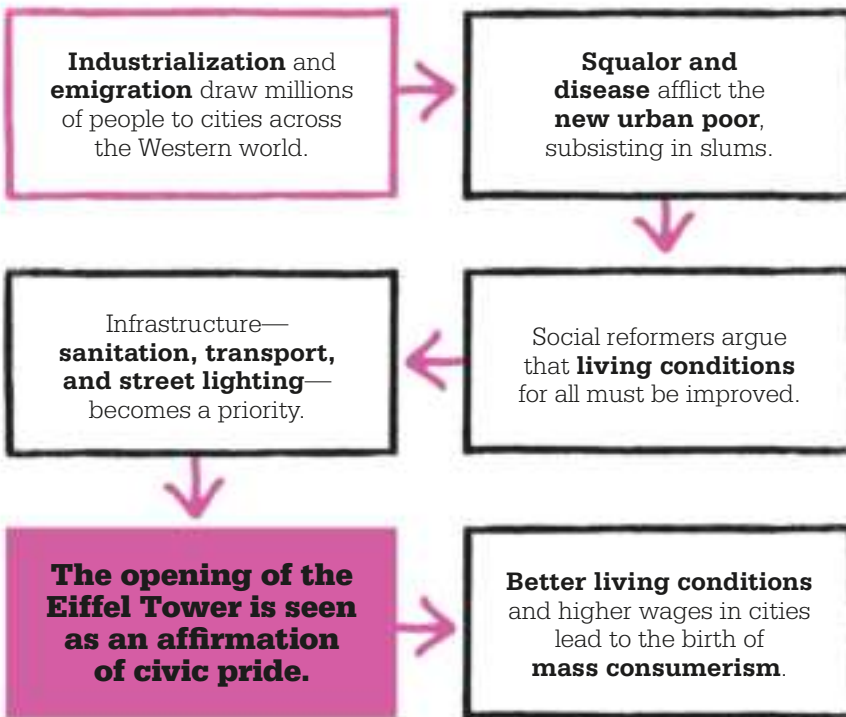 Industrialization and
emigration draw millions
of people to cities across
the Western world.
Squalor and
disease afflict the
new urban poor,
subsisting in slums.
Social reformers argue
that living conditions
for all must be improved.
Infrastructure—
sanitation, transport,
and street lighting—
becomes a priority.
The opening of the
Eiffel Tower is seen
as an affirmation
of civic pride.
Better living conditions
and higher wages in cities
lead to the birth of
mass consumerism.